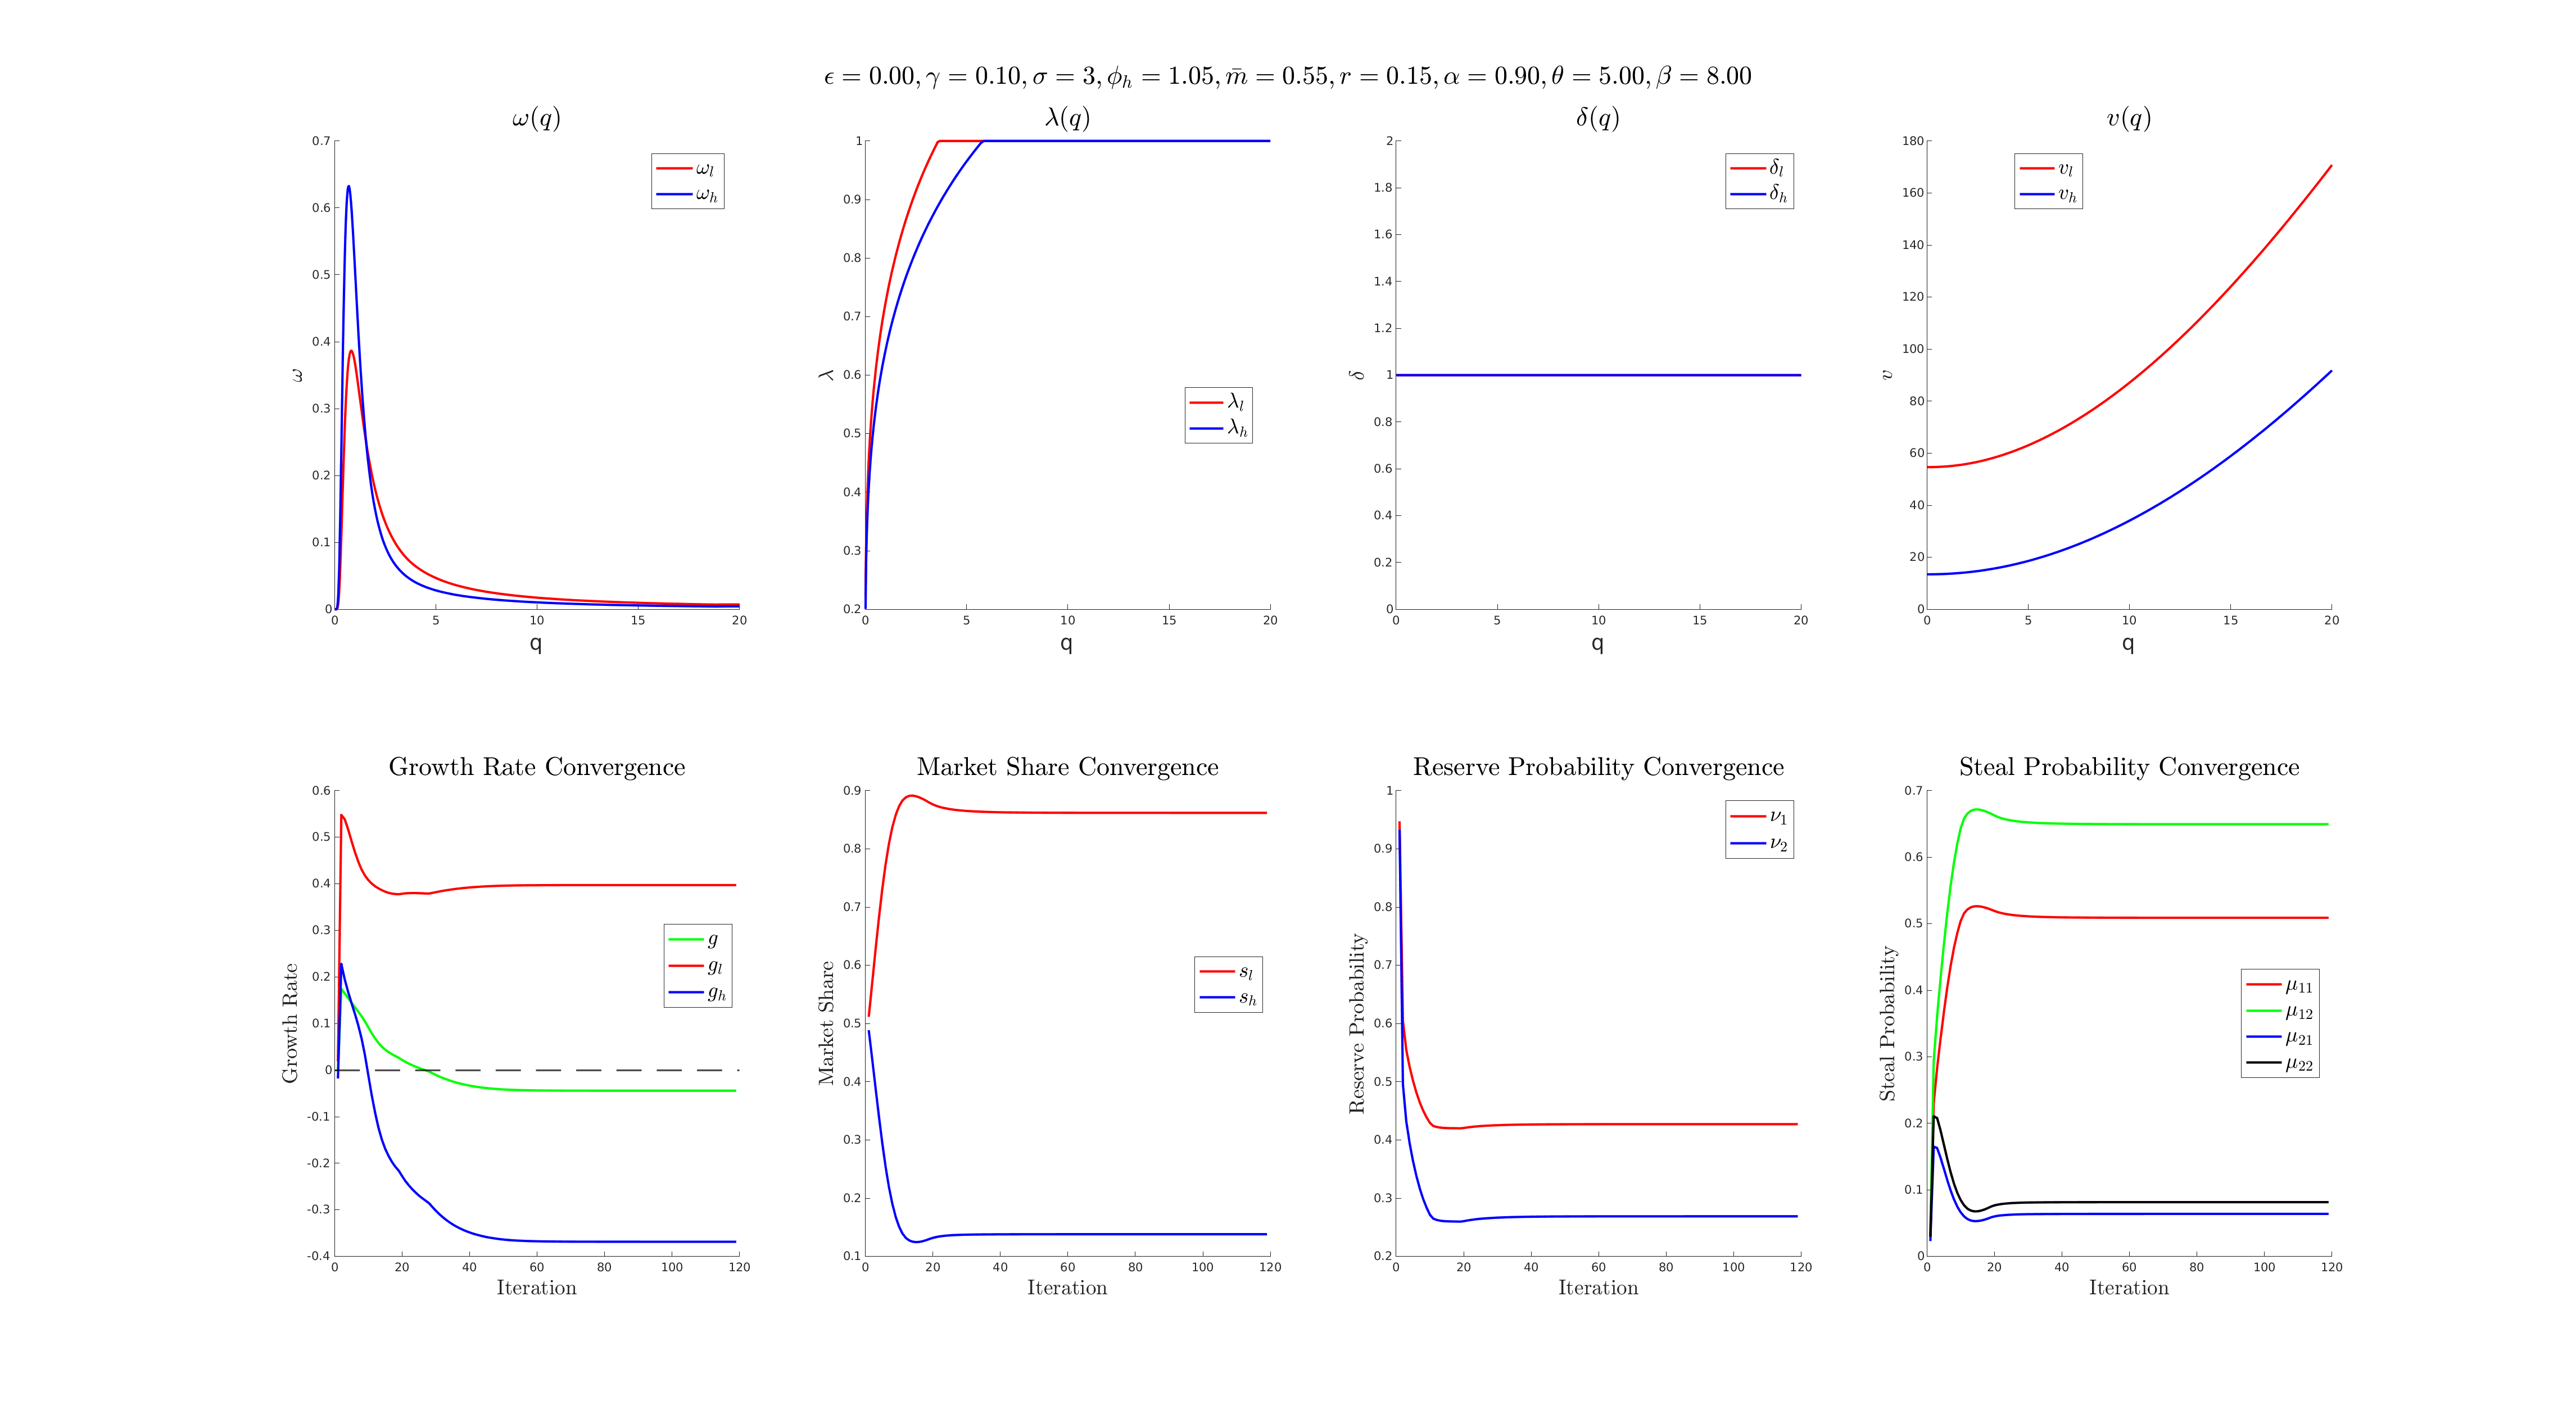 ϵ = 0.00, γ = 0.10, σ = 3, ϕ_h = 1.05, m̄ = 0.55, r = 0.15, α = 0.90, θ = 5.00, β = 8.00
ω(q)
0.7
0.6
0.5
0.4
0.3
0.2
0.1
0
ω
ω_l
ω_h
0 5 10 15 20
q
λ(q)
1
0.9
0.8
0.7
0.6
0.5
0.4
0.3
0.2
λ
λ_l
λ_h
0 5 10 15 20
q
δ(q)
2
1.8
1.6
1.4
1.2
1
0.8
0.6
0.4
0.2
0
δ
δ_l
δ_h
0 5 10 15 20
q
v(q)
180
160
140
120
100
80
60
40
20
0
v
v_l
v_h
0 5 10 15 20
q
Growth Rate Convergence
0.6
0.5
0.4
0.3
0.2
0.1
0
-0.1
-0.2
-0.3
-0.4
Growth Rate
g
g_l
g_h
0 20 40 60 80 100 120
Iteration
Market Share Convergence
0.9
0.8
0.7
0.6
0.5
0.4
0.3
0.2
0.1
Market Share
s_l
s_h
0 20 40 60 80 100 120
Iteration
Reserve Probability Convergence
1
0.9
0.8
0.7
0.6
0.5
0.4
0.3
0.2
Reserve Probability
ν_1
ν_2
0 20 40 60 80 100 120
Iteration
Steal Probability Convergence
0.7
0.6
0.5
0.4
0.3
0.2
0.1
0
Steal Probability
μ_11
μ_12
μ_21
μ_22
0 20 40 60 80 100 120
Iteration